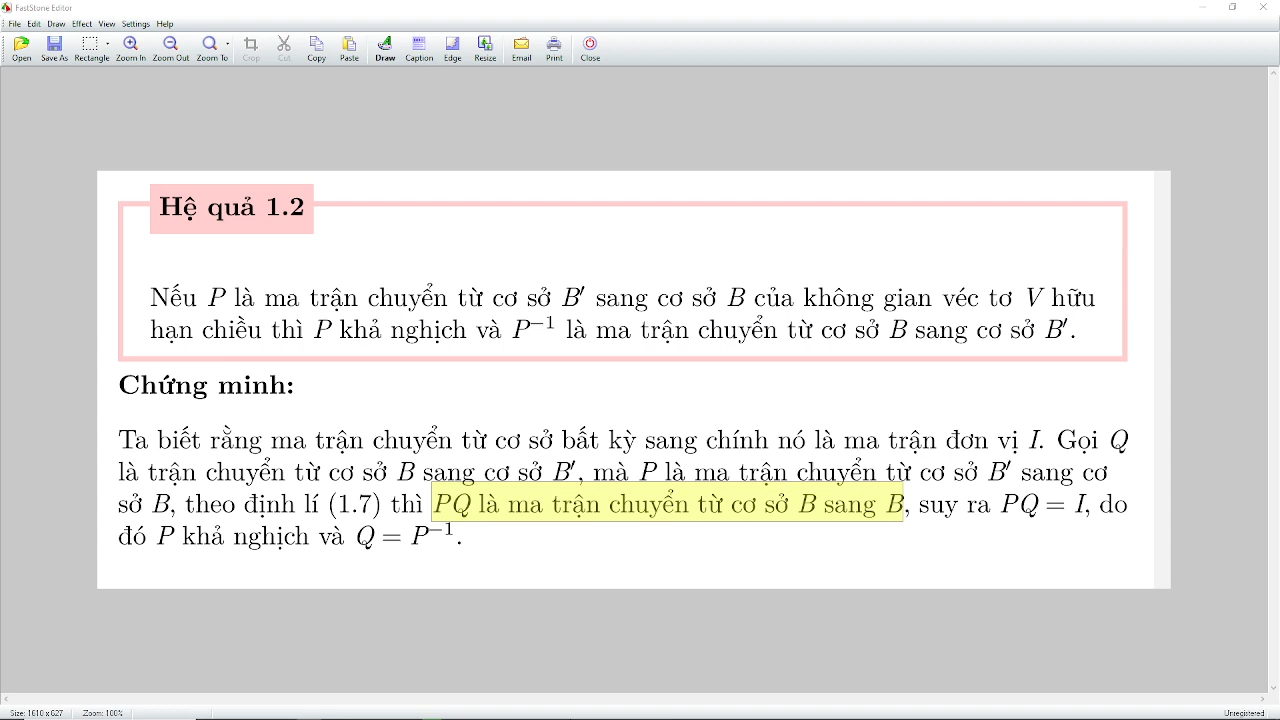 FastStone Editor
File Edit Draw Effect View Settings Help
Open Save As Rectangle Zoom In Zoom Out Zoom To Crop Cut Copy Paste Draw Caption Edge Resize Email Print Close
Hệ quả 1.2
Nếu P là ma trận chuyển từ cơ sở B′ sang cơ sở B của không gian véc tơ V hữu
hạn chiều thì P khả nghịch và P⁻¹ là ma trận chuyển từ cơ sở B sang cơ sở B′.
Chứng minh:
Ta biết rằng ma trận chuyển từ cơ sở bất kỳ sang chính nó là ma trận đơn vị I. Gọi Q
là trận chuyển từ cơ sở B sang cơ sở B′, mà P là ma trận chuyển từ cơ sở B′ sang cơ
sở B, theo định lí (1.7) thì PQ là ma trận chuyển từ cơ sở B sang B, suy ra PQ = I, do
đó P khả nghịch và Q = P⁻¹.
Size: 1610 x 627 Zoom: 100% Unregistered